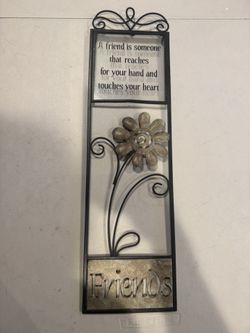 A friend is someone
that reaches
for your hand and
touches your heart
Friends